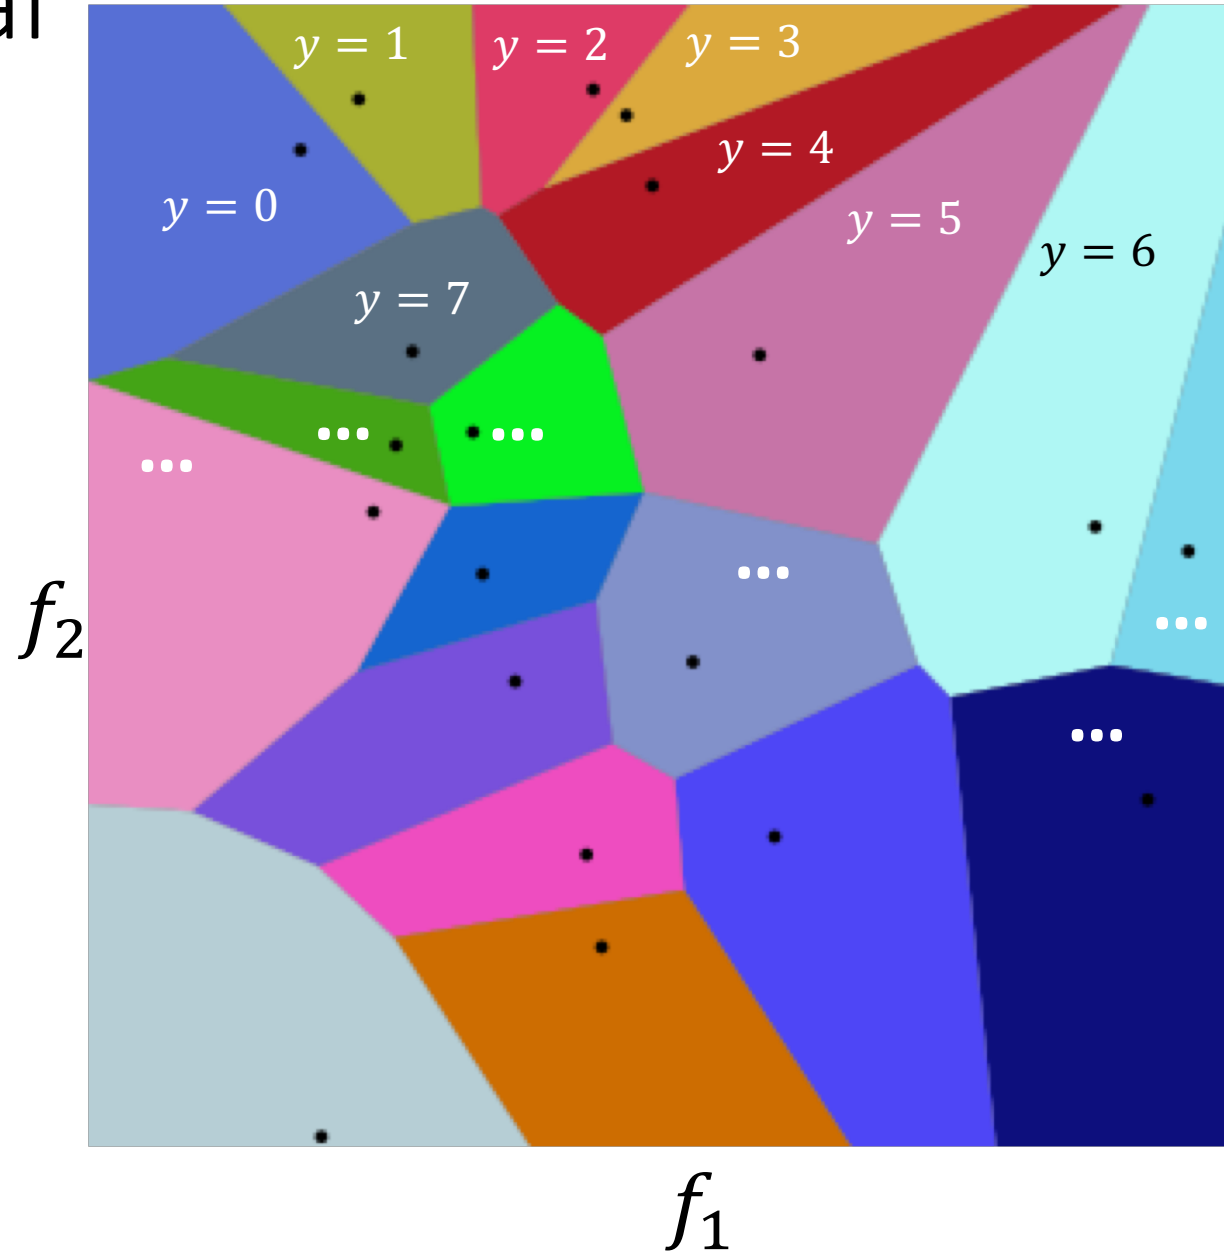 y = 1
y = 2
y = 3
y = 4
y = 0
y = 5
y = 6
y = 7
...
...
...
...
f₂
...
...
f₁